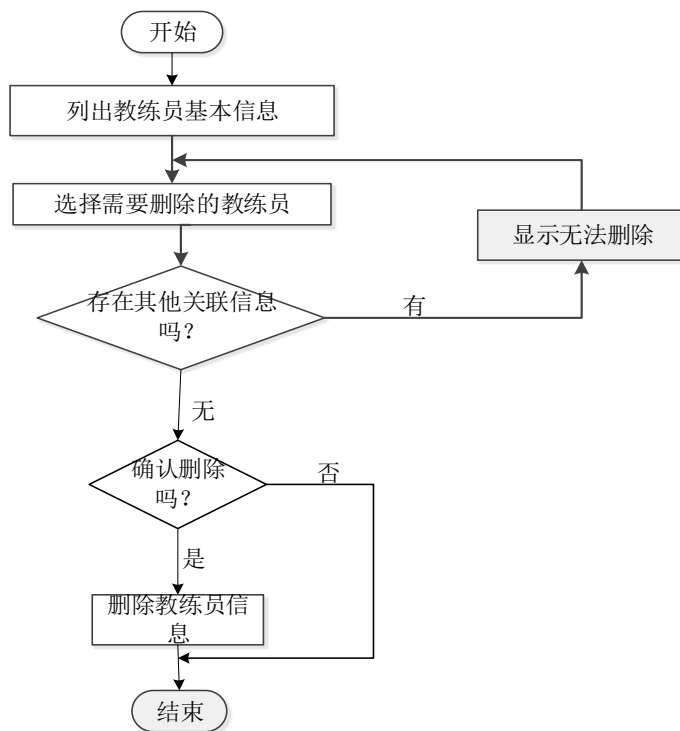 开始
列出教练员基本信息
选择需要删除的教练员
显示无法删除
存在其他关联信息
吗？
有
无
确认删除
吗？
否
是
删除教练员信
息
结束